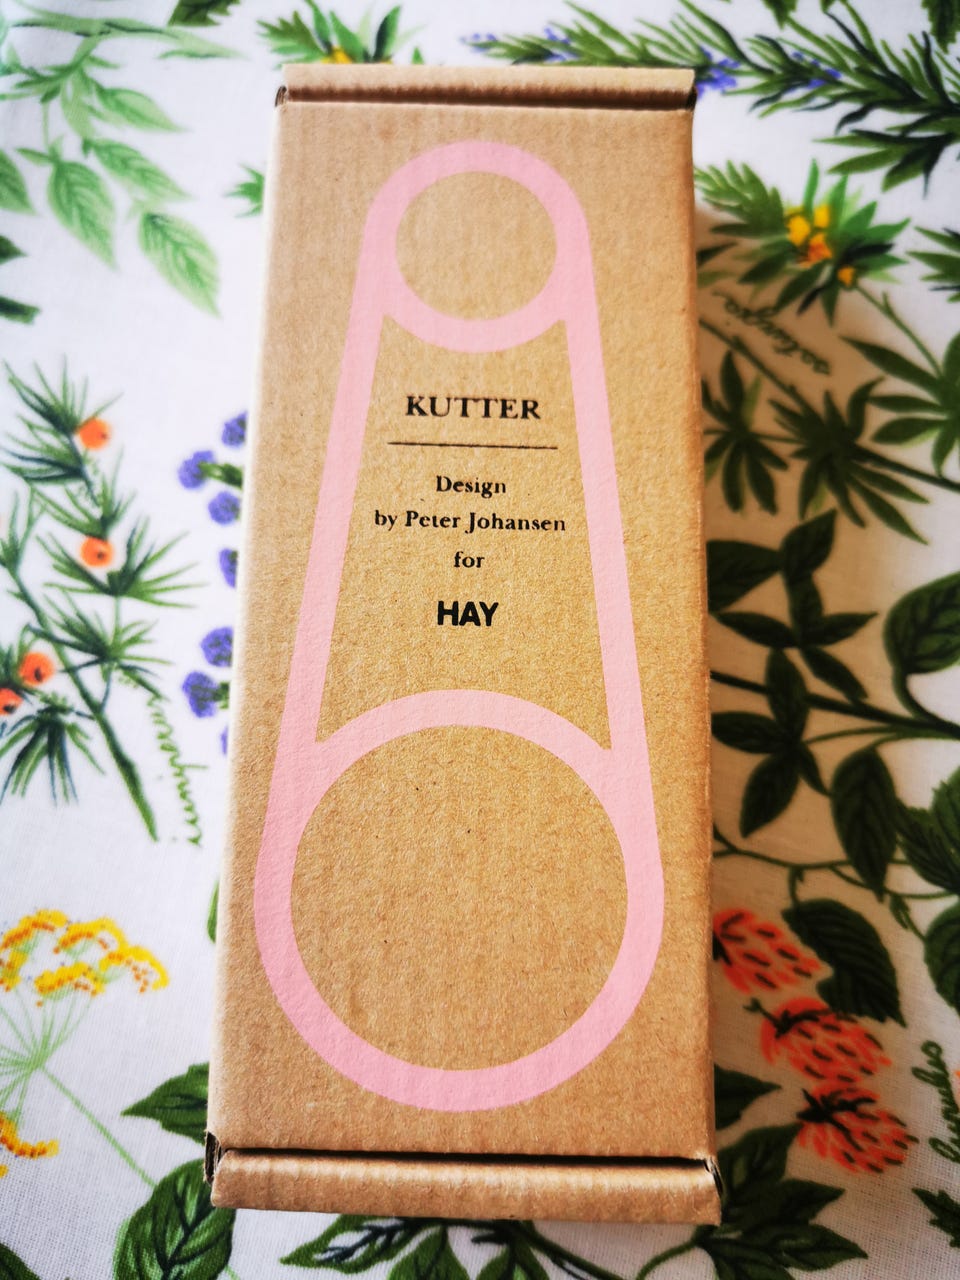 KUTTER
Design
by Peter Johansen
for
HAY